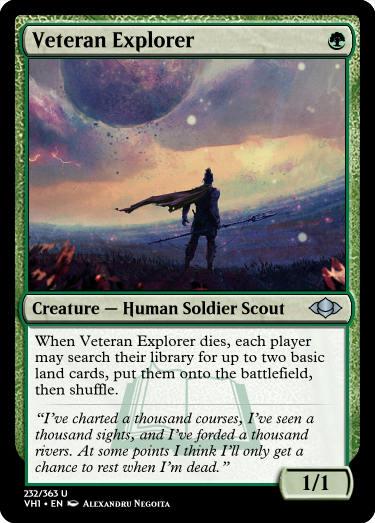 Veteran Explorer
Creature — Human Soldier Scout
When Veteran Explorer dies, each player
may search their library for up to two basic
land cards, put them onto the battlefield,
then shuffle.
“I’ve charted a thousand courses, I’ve seen a
thousand sights, and I’ve forded a thousand
rivers. At some points I think I’ll only get a
chance to rest when I’m dead.”
1/1
232/363 U
VH1 • EN Alexandru Negoita